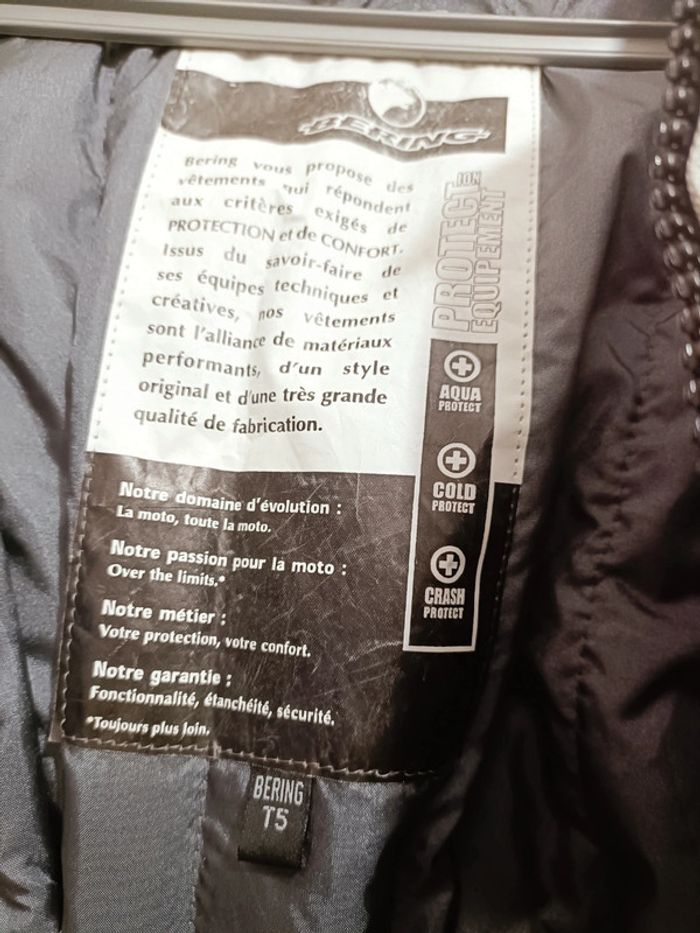 BERING
Bering vous propose des
vêtements qui répondent
aux critères exigés de
PROTECTION et de CONFORT.
Issus du savoir-faire de
ses équipes techniques et
créatives, nos vêtements
sont l'alliance de matériaux
performants, d'un style
original et d'une très grande
qualité de fabrication.
PROTECTION
EQUIPEMENT
AQUA
PROTECT
COLD
PROTECT
CRASH
PROTECT
Notre domaine d'évolution :
La moto, toute la moto.
Notre passion pour la moto :
Over the limits.*
Notre métier :
Votre protection, votre confort.
Notre garantie :
Fonctionnalité, étanchéité, sécurité.
*Toujours plus loin.
BERING
T5